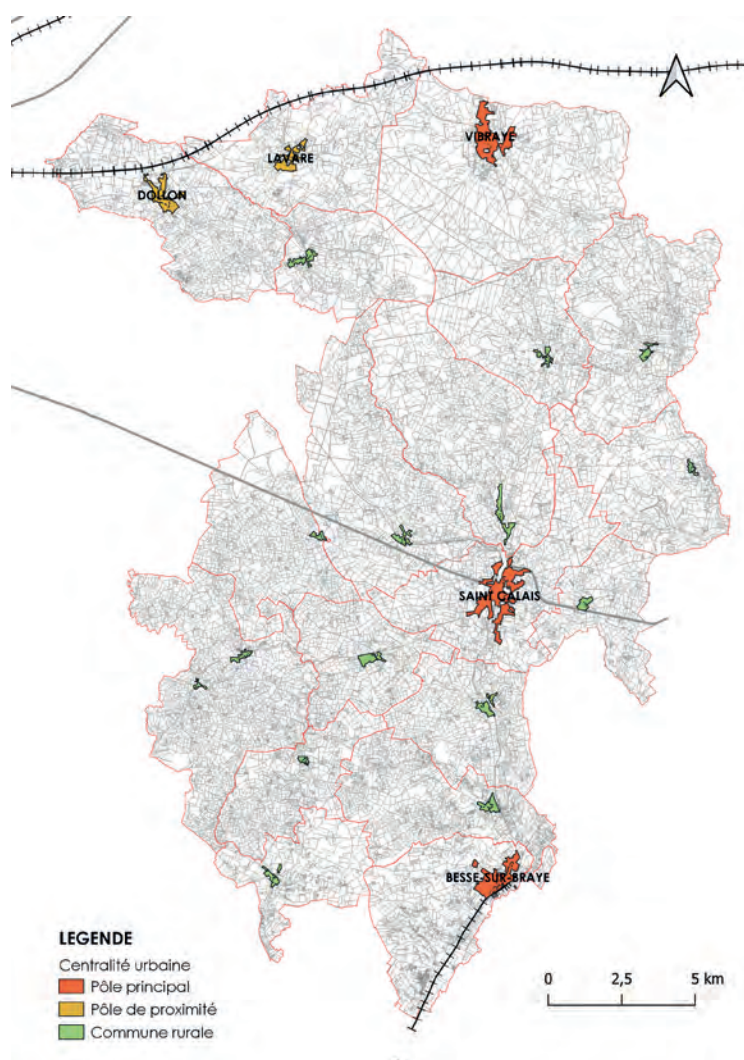 VIBRAYE
LAVARE
DOLLON
SAINT CALAIS
BESSE-SUR-BRAYE
LEGENDE
Centralité urbaine
Pôle principal
Pôle de proximité
Commune rurale
0 2,5 5 km